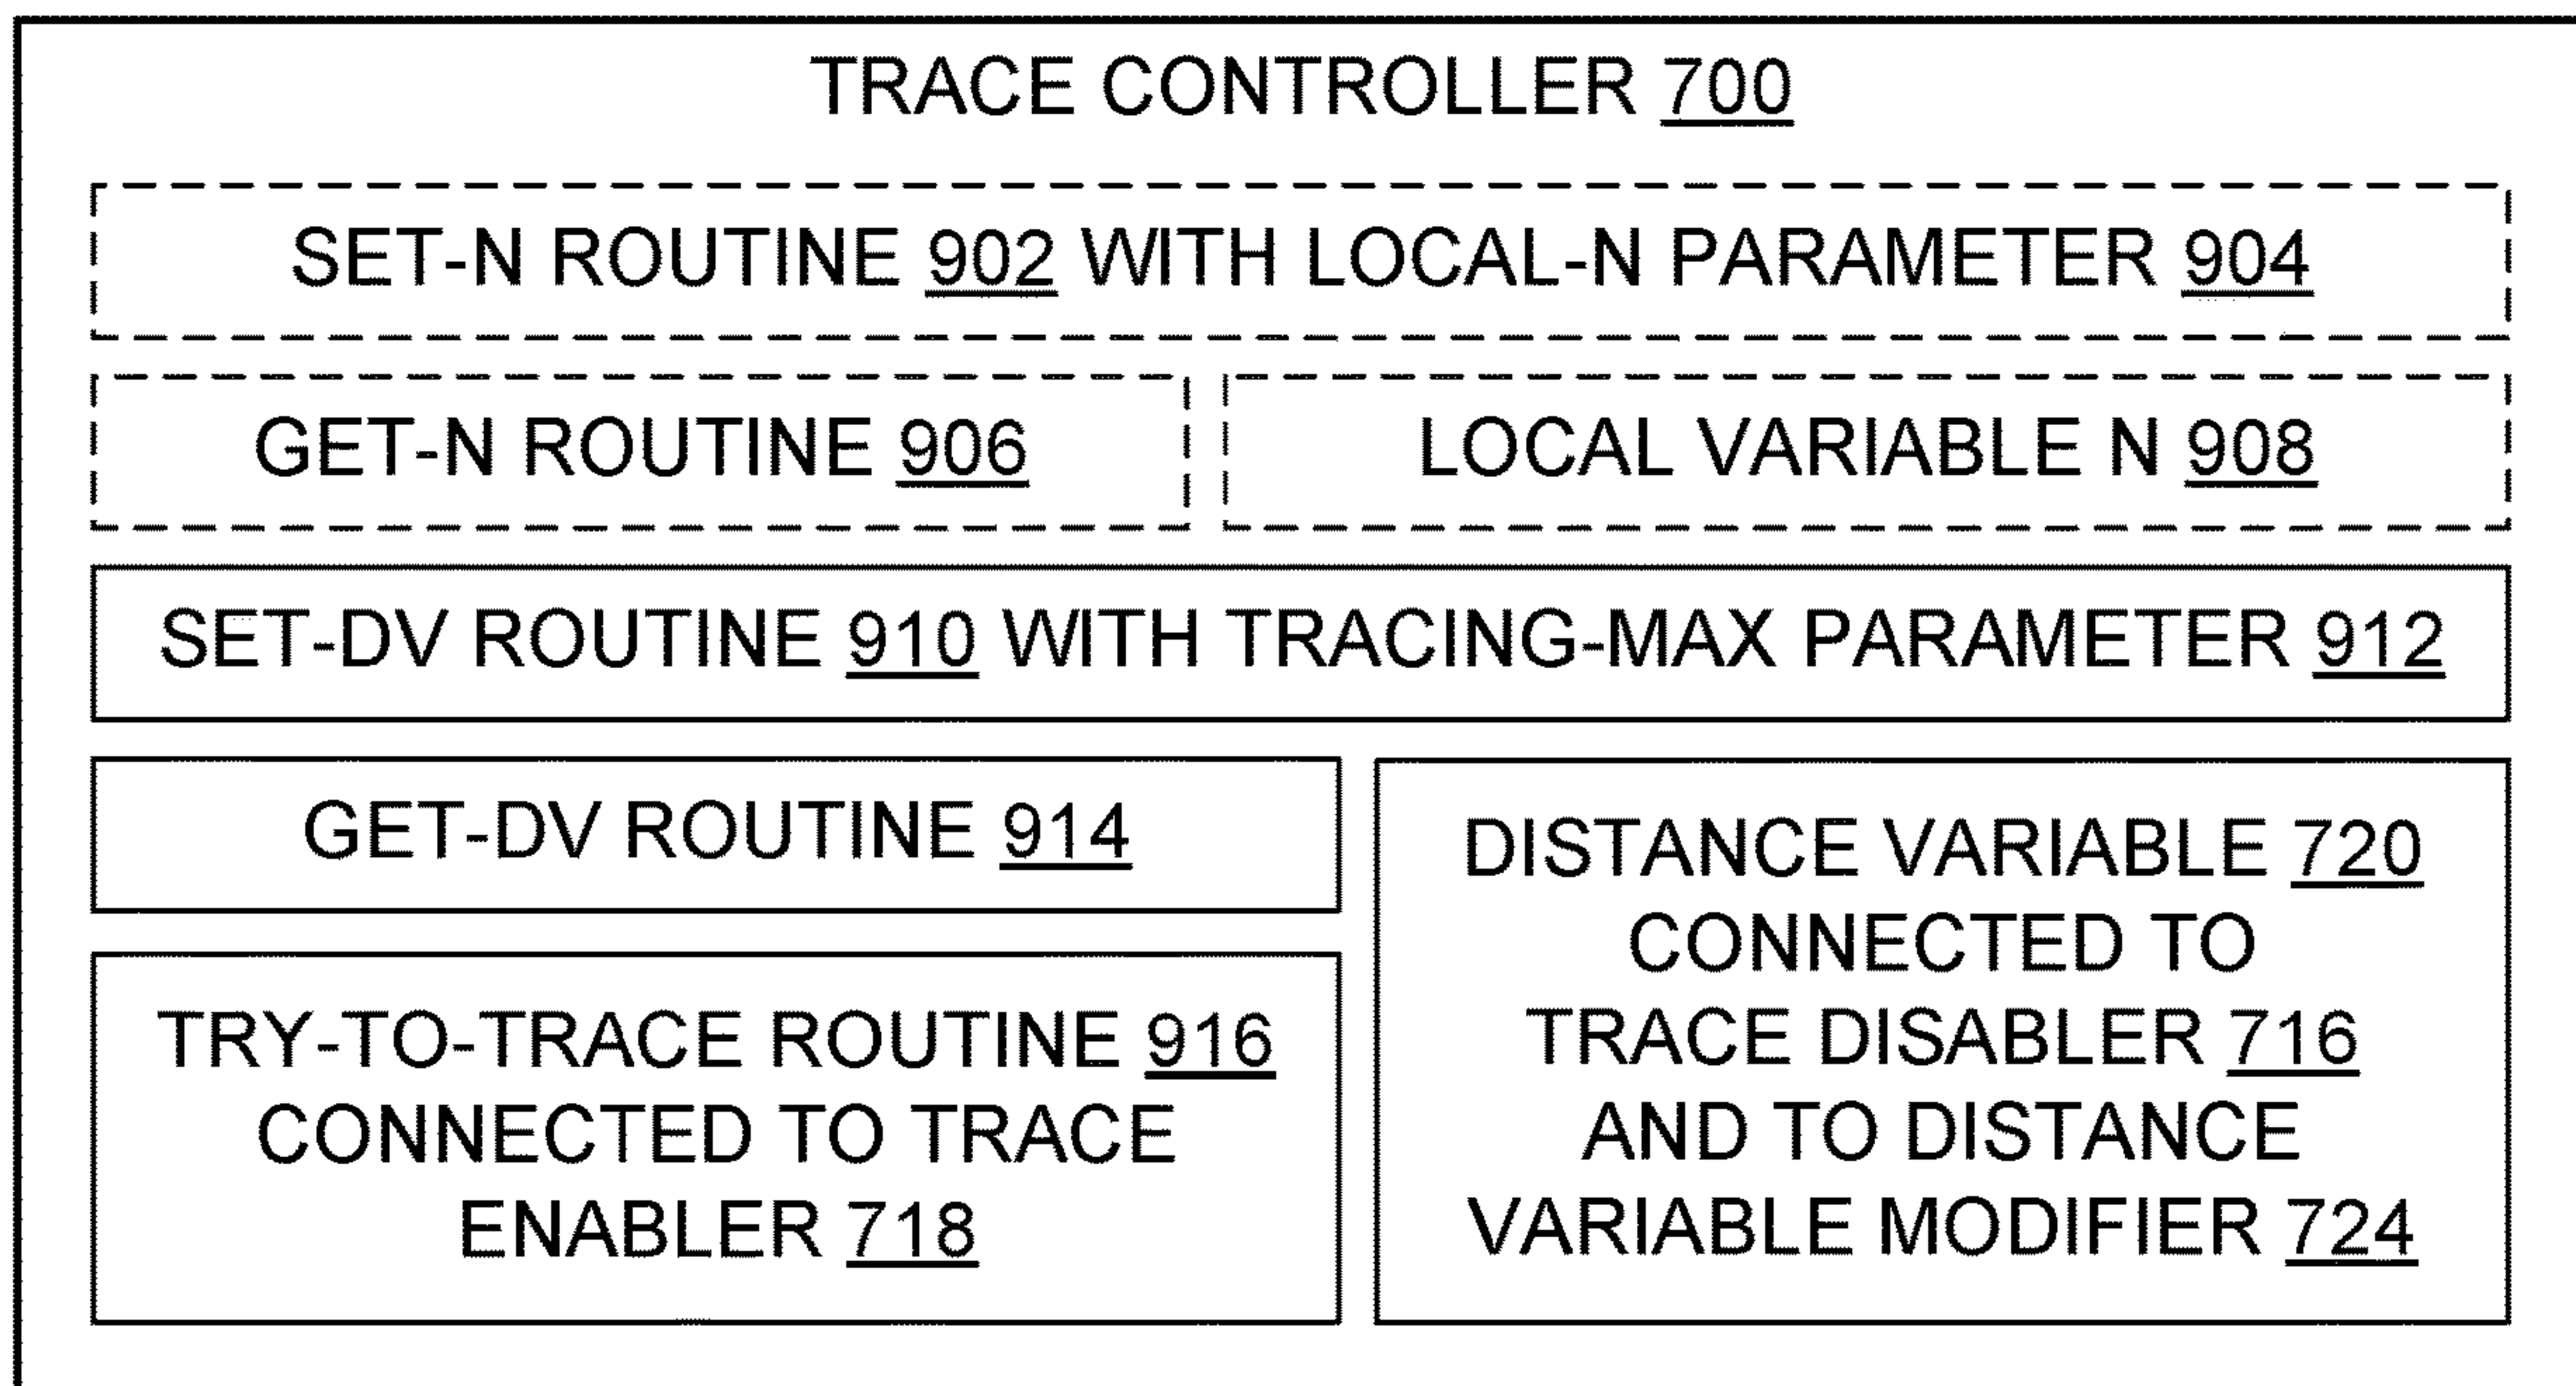 TRACE CONTROLLER 700
SET-N ROUTINE 902 WITH LOCAL-N PARAMETER 904
GET-N ROUTINE 906
LOCAL VARIABLE N 908
SET-DV ROUTINE 910 WITH TRACING-MAX PARAMETER 912
GET-DV ROUTINE 914
TRY-TO-TRACE ROUTINE 916
CONNECTED TO TRACE
ENABLER 718
DISTANCE VARIABLE 720
CONNECTED TO
TRACE DISABLER 716
AND TO DISTANCE
VARIABLE MODIFIER 724